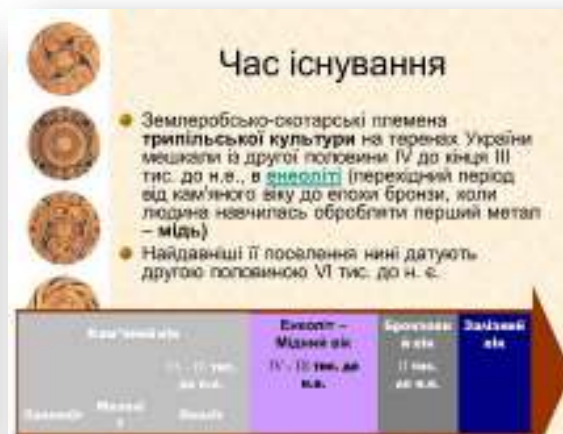 Час існування
Землеробсько-скотарські племена
трипільської культури на теренах України
мешкали із другої половини IV до кінця III
тис. до н.е., в енеоліті (перехідний період
від кам'яного віку до епохи бронзи, коли
людина навчилась обробляти перший метал
– мідь)
Найдавніші її поселення нині датують
другою половиною VI тис. до н. е.
Кам'яний вік
тис.
до н.е.
Енеоліт –
Мідний вік
IV - III тис. до
н.е.
Бронзови
й вік
II тис.
до н.е.
Залізний
вік